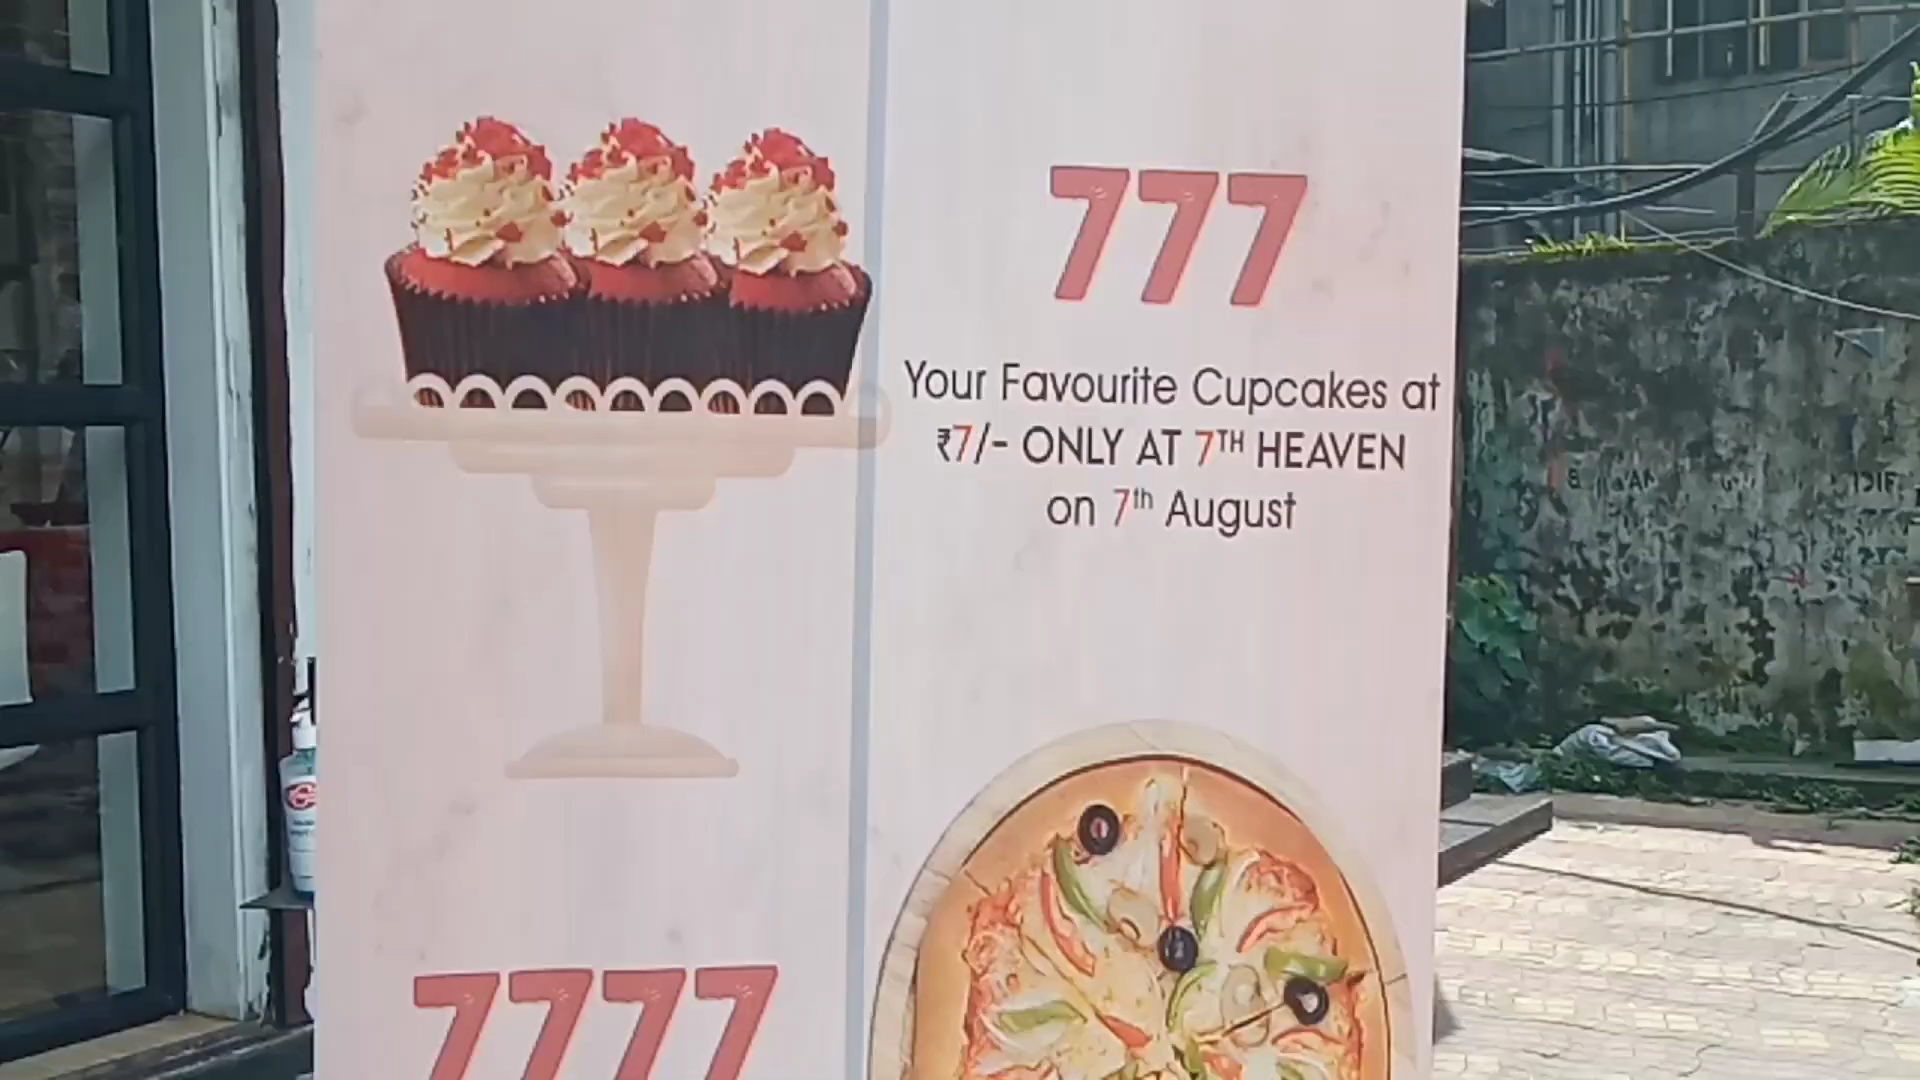 777
Your Favourite Cupcakes at
₹7/- ONLY AT 7TH HEAVEN
on 7th August
7777